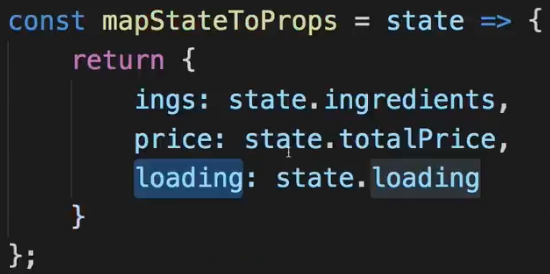 const mapStateToProps = state => {
return {
ings: state.ingredients,
price: state.totalPrice,
loading: state.loading
}
};